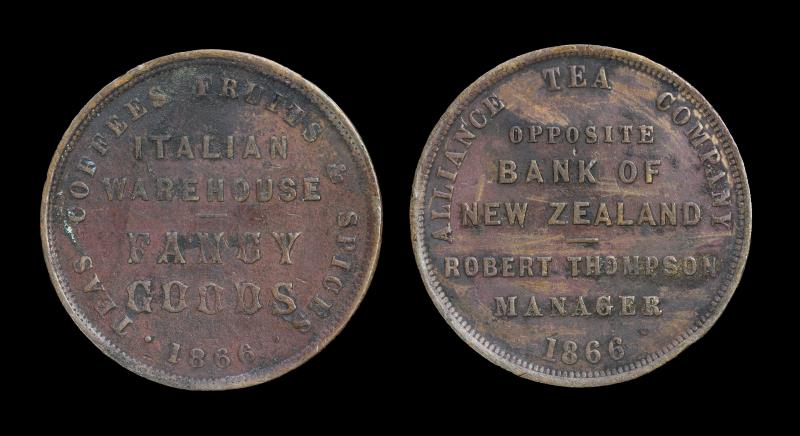 TEAS COFFEES FRUITS & SPICES
ITALIAN
WAREHOUSE
FANCY
GOODS
· 1866 ·
ALLIANCE TEA COMPANY
OPPOSITE
BANK OF
NEW ZEALAND
ROBERT THOMPSON
MANAGER
1866